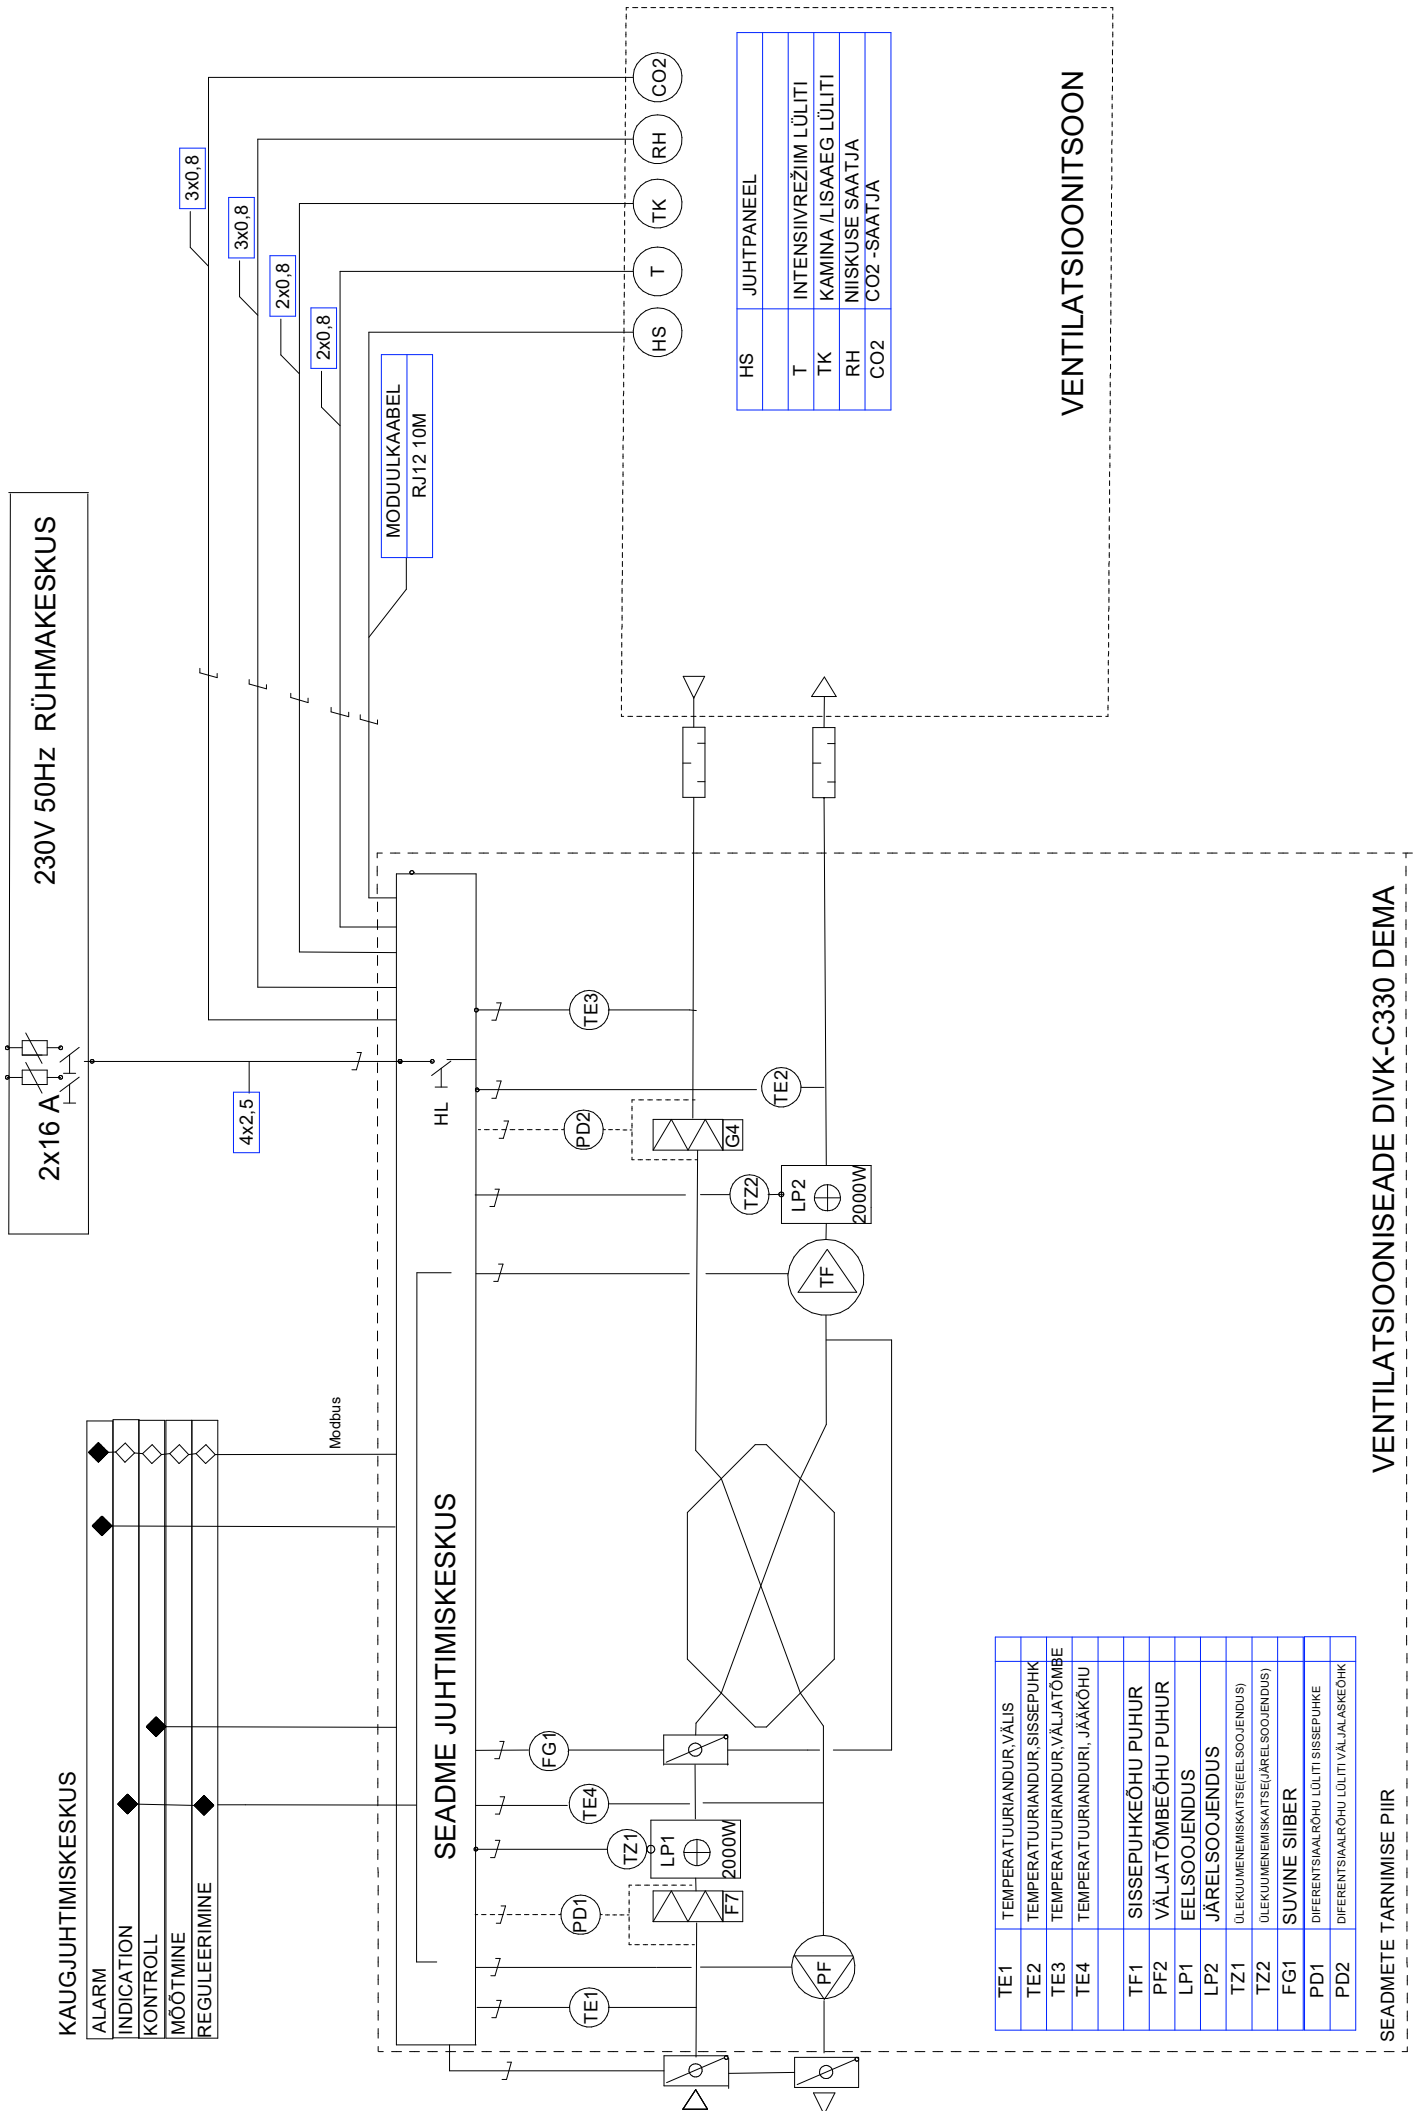 KAUGJUHTIMISKESKUS
ALARM
INDICATION
KONTROLL
MÖÖTMINE
REGULEERIMINE
Modbus
2x16 A
230V 50Hz RÜHMAKESKUS
4x2,5
3x0,8
3x0,8
2x0,8
2x0,8
MODUULKAABEL
RJ12 10M
CO2
RH
TK
T
HS
HS JUHTPANEEL
T INTENSIIVREŽIIM LÜLITI
TK KAMINA /LISAAEG LÜLITI
RH NIISKUSE SAATJA
CO2 CO2 -SAATJA
VENTILATSIOONITSOON
SEADME JUHTIMISKESKUS
HL
TE1
PD1
TZ1
TE4
FG1
TZ2
PD2
TE2
TE3
F7
LP1
2000W
PF
TF
LP2
2000W
G4
TE1 TEMPERATUURIANDUR,VÄLIS
TE2 TEMPERATUURIANDUR,SISSEPUHK
TE3 TEMPERATUURIANDUR,VÄLJATÕMBE
TE4 TEMPERATUURIANDURI, JÄÄKÕHU
TF1 SISSEPUHKEÕHU PUHUR
PF2 VÄLJATÕMBEÕHU PUHUR
LP1 EELSOOJENDUS
LP2 JÄRELSOOJENDUS
TZ1 ÜLEKUUMENEMISKAITSE(EELSOOJENDUS)
TZ2 ÜLEKUUMENEMISKAITSE(JÄRELSOOJENDUS)
FG1 SUVINE SIIBER
PD1 DIFERENTSIAALRÕHU LÜLITI SISSEPUHKE
PD2 DIFERENTSIAALRÕHU LÜLITI VÄLJALASKEÕHK
VENTILATSIOONISEADE DIVK-C330 DEMA
SEADMETE TARNIMISE PIIR